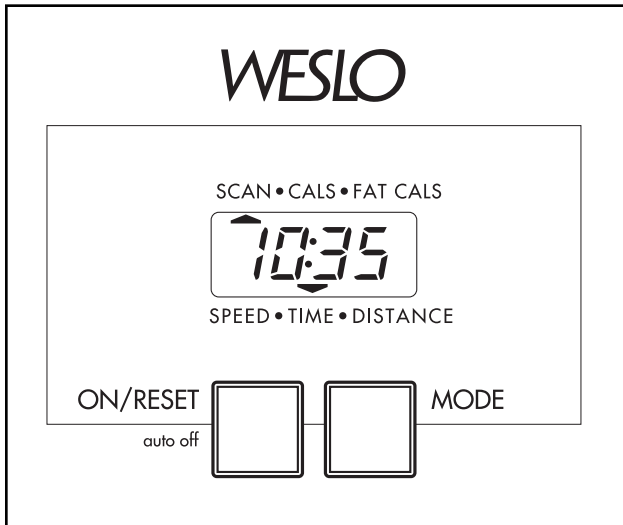 WESLO
SCAN • CALS • FAT CALS
10:35
SPEED • TIME • DISTANCE
ON/RESET MODE
auto off